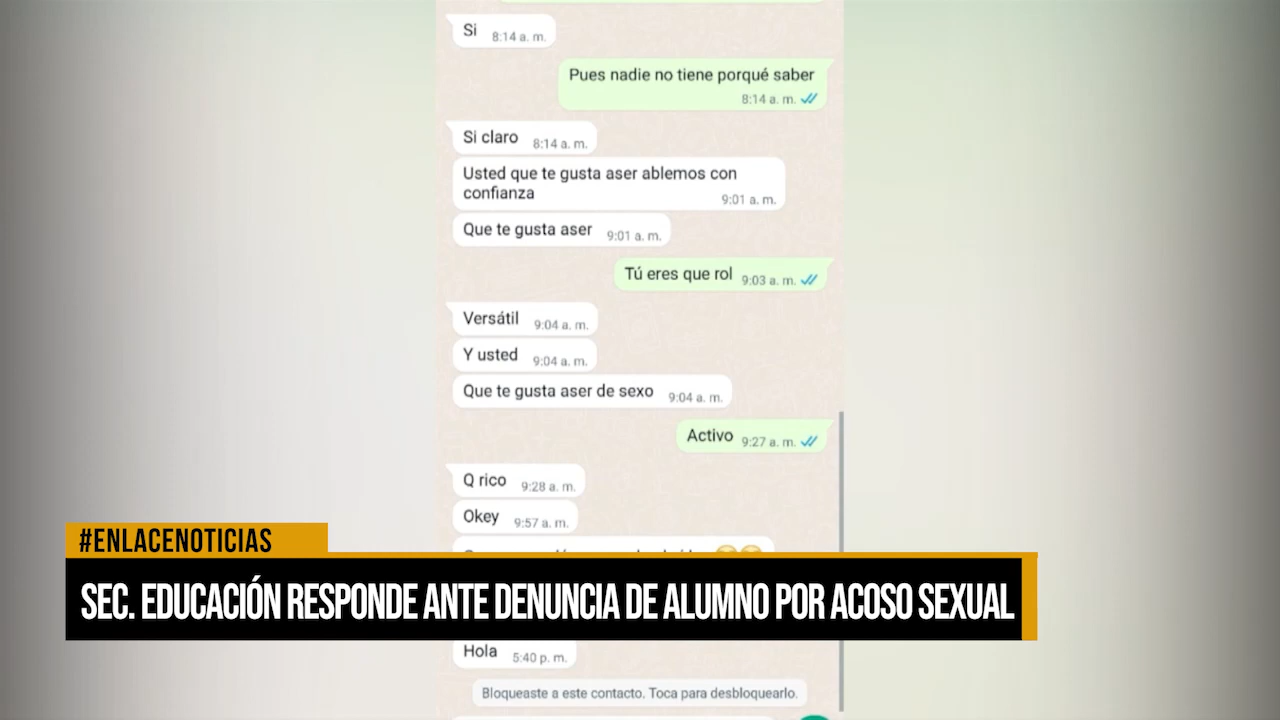 Si 8:14 a. m.
Pues nadie no tiene porqué saber
8:14 a. m.
Si claro 8:14 a. m.
Usted que te gusta aser ablemos con
confianza 9:01 a. m.
Que te gusta aser 9:01 a. m.
Tú eres que rol 9:03 a. m.
Versátil 9:04 a. m.
Y usted 9:04 a. m.
Que te gusta aser de sexo 9:04 a. m.
Activo 9:27 a. m.
Q rico 9:28 a. m.
Okey 9:57 a. m.
#ENLACENOTICIAS
SEC. EDUCACIÓN RESPONDE ANTE DENUNCIA DE ALUMNO POR ACOSO SEXUAL
Hola 5:40 p. m.
Bloqueaste a este contacto. Toca para desbloquearlo.